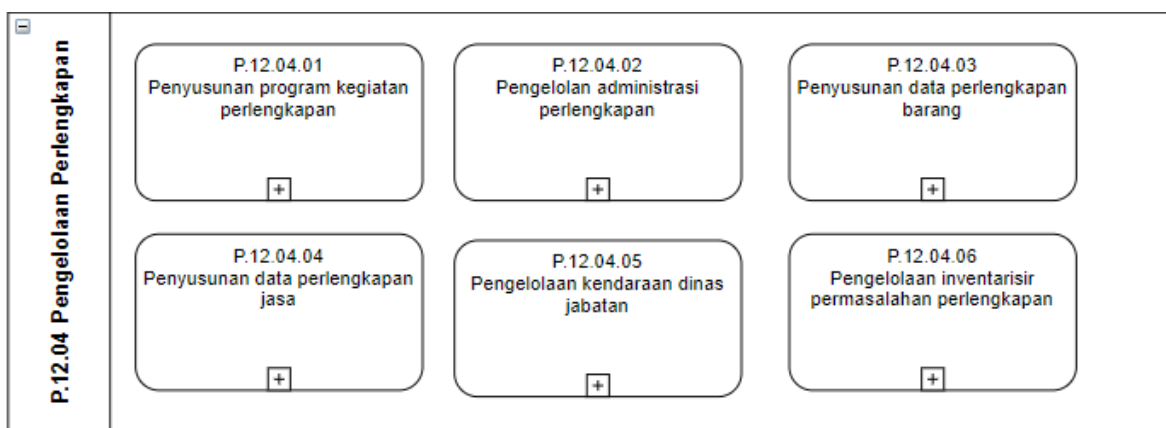 P.12.04 Pengelolaan Perlengkapan
P.12.04.01
Penyusunan program kegiatan
perlengkapan
P.12.04.02
Pengelolan administrasi
perlengkapan
P.12.04.03
Penyusunan data perlengkapan
barang
P.12.04.04
Penyusunan data perlengkapan
jasa
P.12.04.05
Pengelolaan kendaraan dinas
jabatan
P.12.04.06
Pengelolaan inventarisir
permasalahan perlengkapan